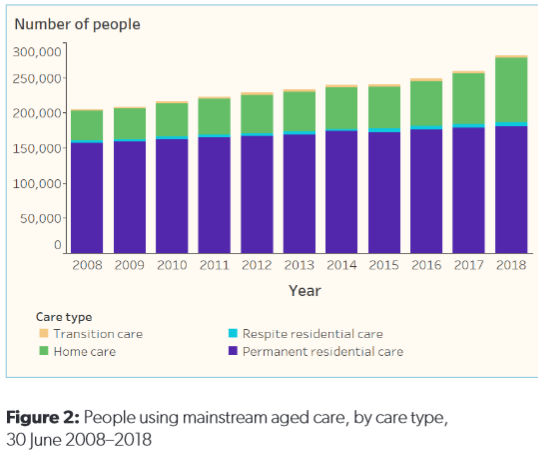 Number of people
300,000
250,000
200,000
150,000
100,000
50,000
0
2008 2009 2010 2011 2012 2013 2014 2015 2016 2017 2018
Year
Care type
Transition care
Respite residential care
Home care
Permanent residential care
Figure 2: People using mainstream aged care, by care type,
30 June 2008–2018